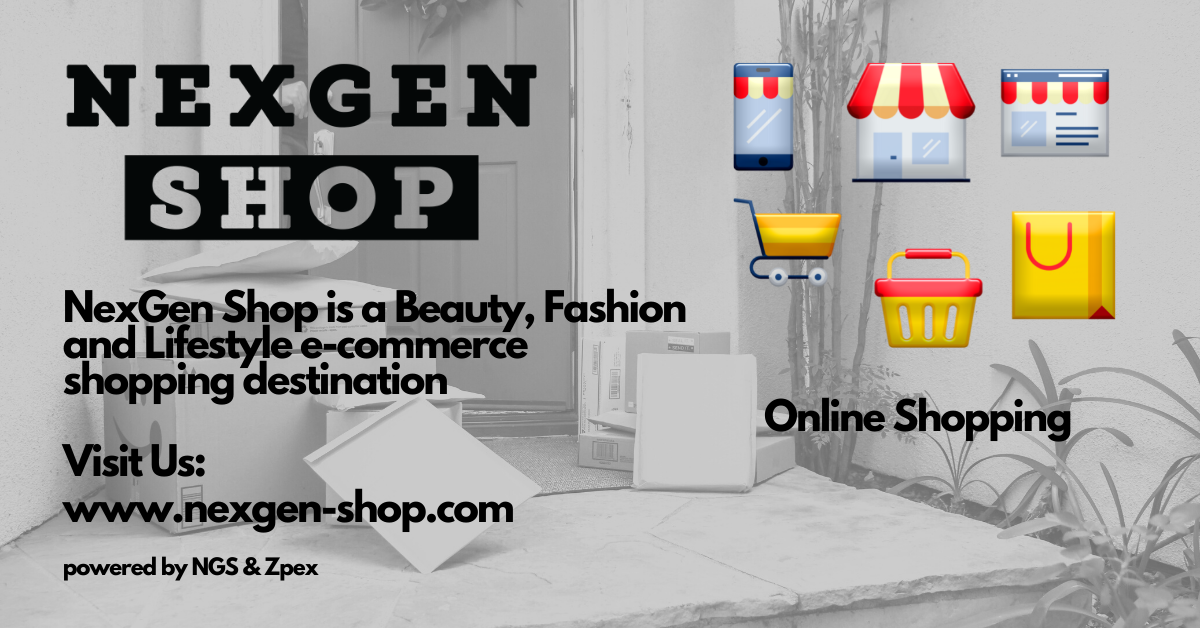 NEXGEN
SHOP
NexGen Shop is a Beauty, Fashion
and Lifestyle e-commerce
shopping destination
Visit Us:
www.nexgen-shop.com
powered by NGS & Zpex
Online Shopping